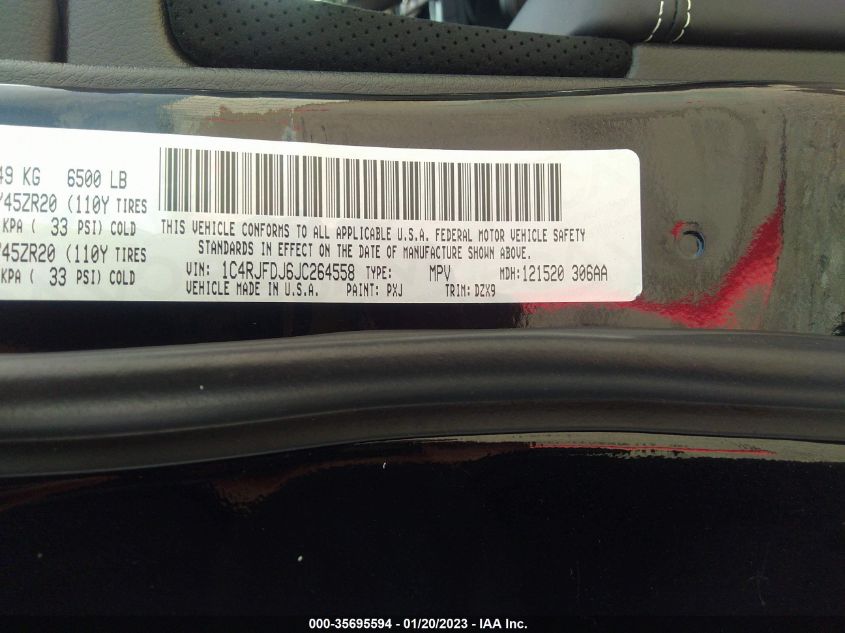 49 KG 6500 LB
45ZR20 (110Y TIRES
KPA ( 33 PSI) COLD
45ZR20 (110Y TIRES
KPA ( 33 PSI) COLD
THIS VEHICLE CONFORMS TO ALL APPLICABLE U.S.A. FEDERAL MOTOR VEHICLE SAFETY
STANDARDS IN EFFECT ON THE DATE OF MANUFACTURE SHOWN ABOVE.
VIN: 1C4RJFDJ6JC264558 TYPE: MPV MDH:121520 306AA
VEHICLE MADE IN U.S.A. PAINT: PXJ TRIM: DZX9
000-35695594 / 01/20/2023 - IAA Inc.